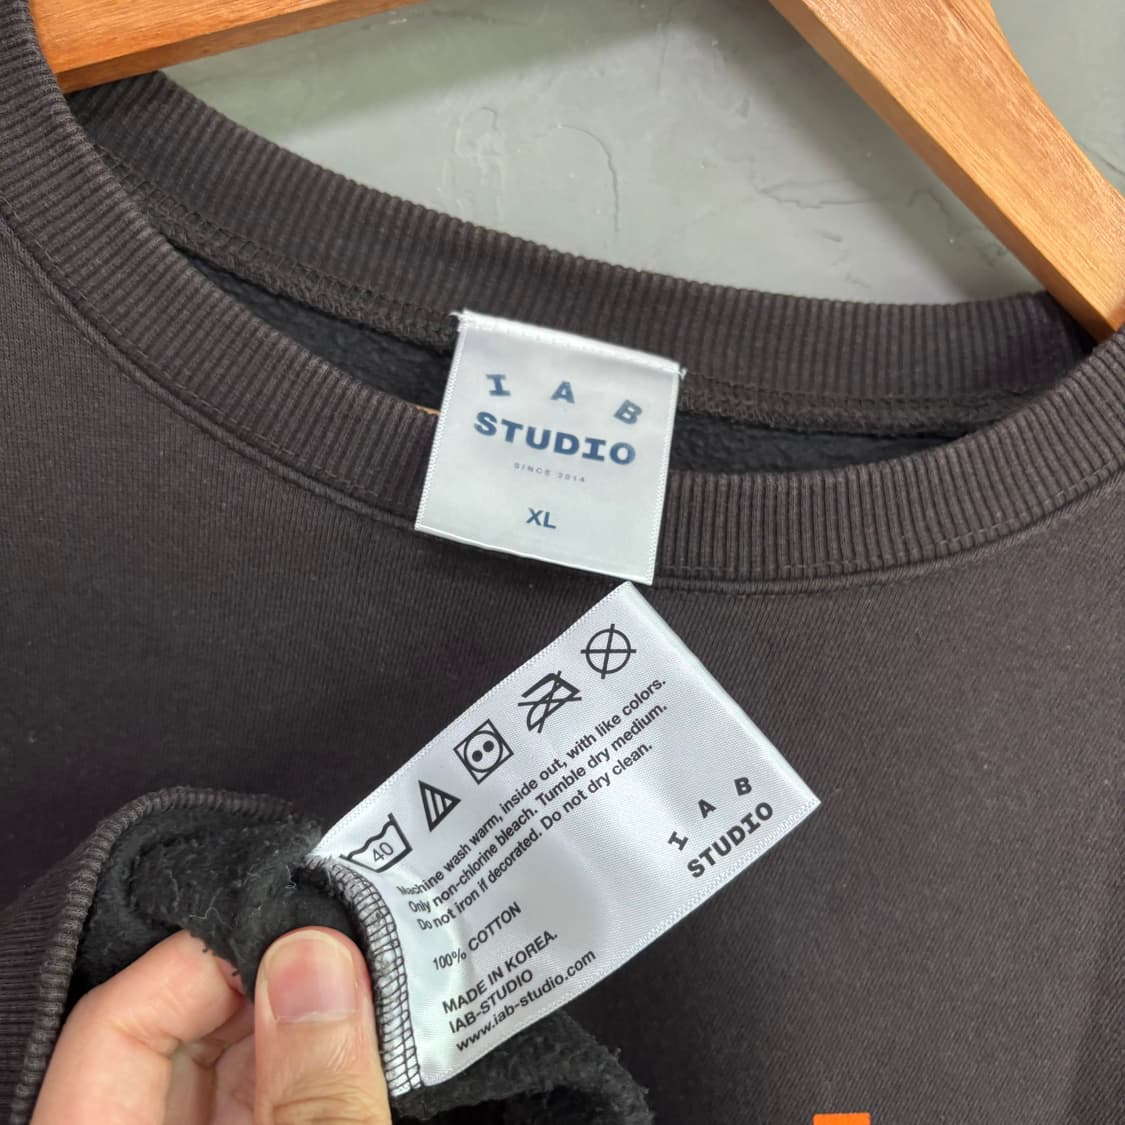 I A B
STUDIO
SINCE 2014
XL
40
Machine wash warm, inside out, with like colors.
Only non-chlorine bleach. Tumble dry medium.
Do not iron if decorated. Do not dry clean.
100% COTTON
MADE IN KOREA.
IAB-STUDIO
www.iab-studio.com
I A B
STUDIO